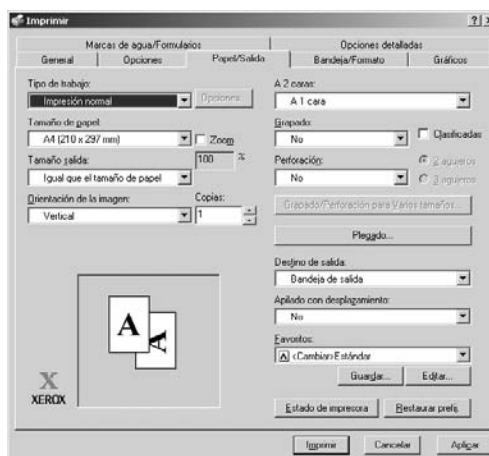 Imprimir
Marcas de agua/Formularios
Opciones detalladas
General
Opciones
Papel/Salida
Bandeja/Formato
Gráficos
Tipo de trabajo:
Impresión normal
Opciones...
Tamaño de papel:
A4 (210 x 297 mm)
Zoom
Tamaño salida:
100 %
Igual que el tamaño de papel
Orientación de la imagen:
Copias:
Vertical
1
A
A
X
XEROX
A 2 caras:
A 1 cara
Grapado:
No
Clasificadas
Perforación:
2 agujeros
No
3 agujeros
Grapado/Perforación para Varios tamaños...
Plegado...
Destino de salida:
Bandeja de salida
Apilado con desplazamiento:
No
Favoritos:
A <Cambiar>Estándar
Guardar...
Editar...
Estado de impresora
Restaurar prefij.
Imprimir
Cancelar
Aplicar